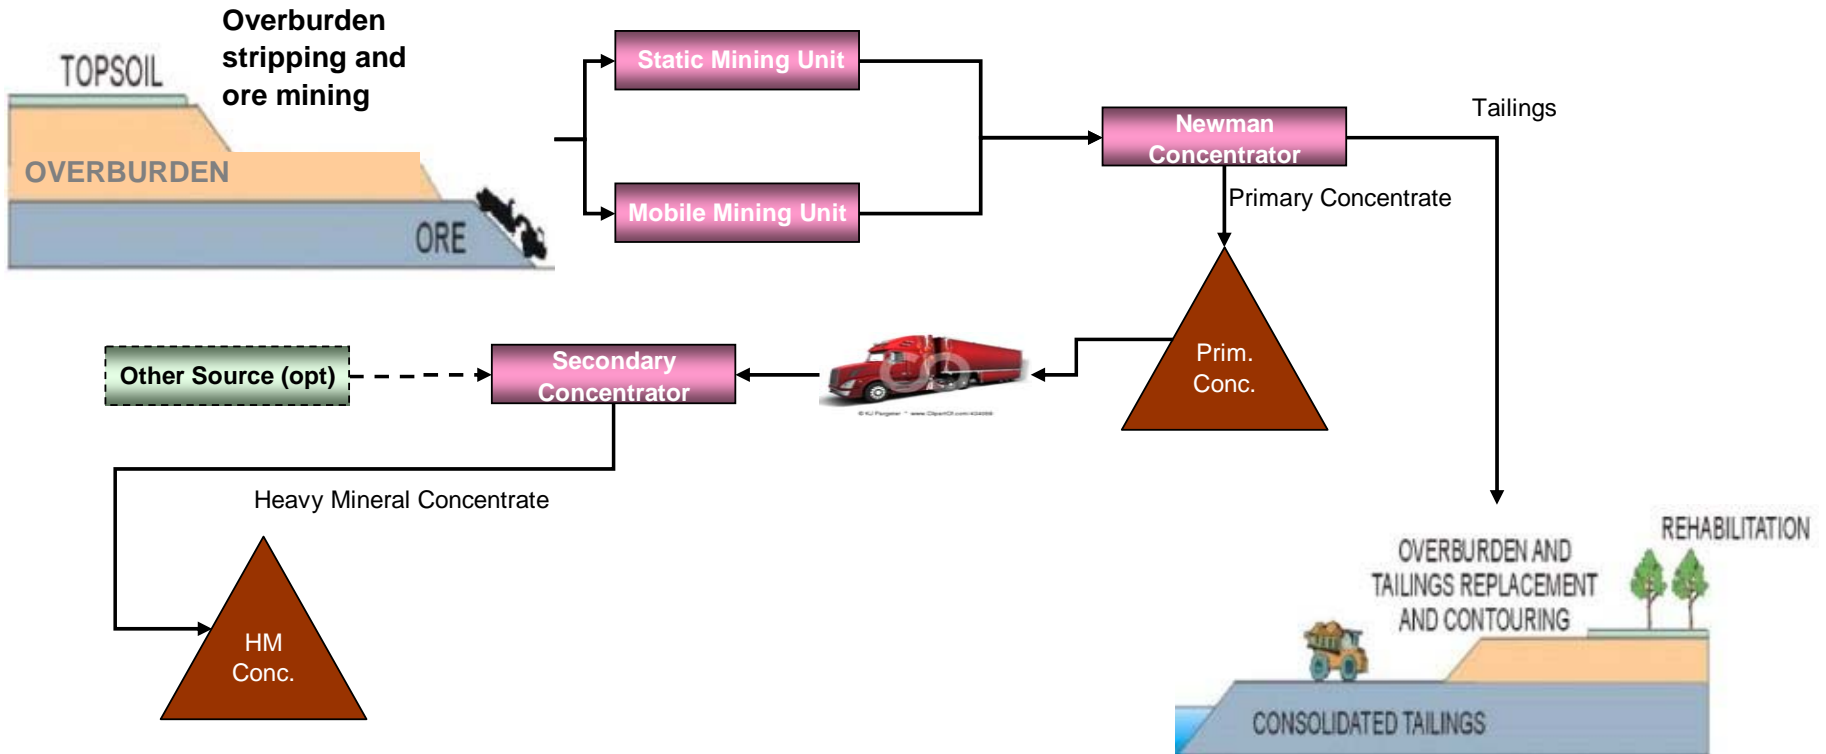 Overburden
stripping and
ore mining
TOPSOIL
OVERBURDEN
ORE
Static Mining Unit
Mobile Mining Unit
Newman
Concentrator
Tailings
Primary Concentrate
Prim.
Conc.
Other Source (opt)
Secondary
Concentrator
Heavy Mineral Concentrate
HM
Conc.
REHABILITATION
OVERBURDEN AND
TAILINGS REPLACEMENT
AND CONTOURING
CONSOLIDATED TAILINGS